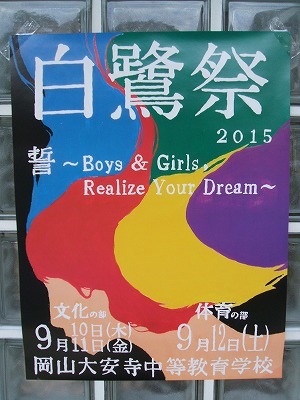 白鷺祭
2015
誓 ～Boys & Girls,
Realize Your Dream～
文化の部
9月10日(木)
11日(金)
体育の部
9月12日(土)
岡山大安寺中等教育学校